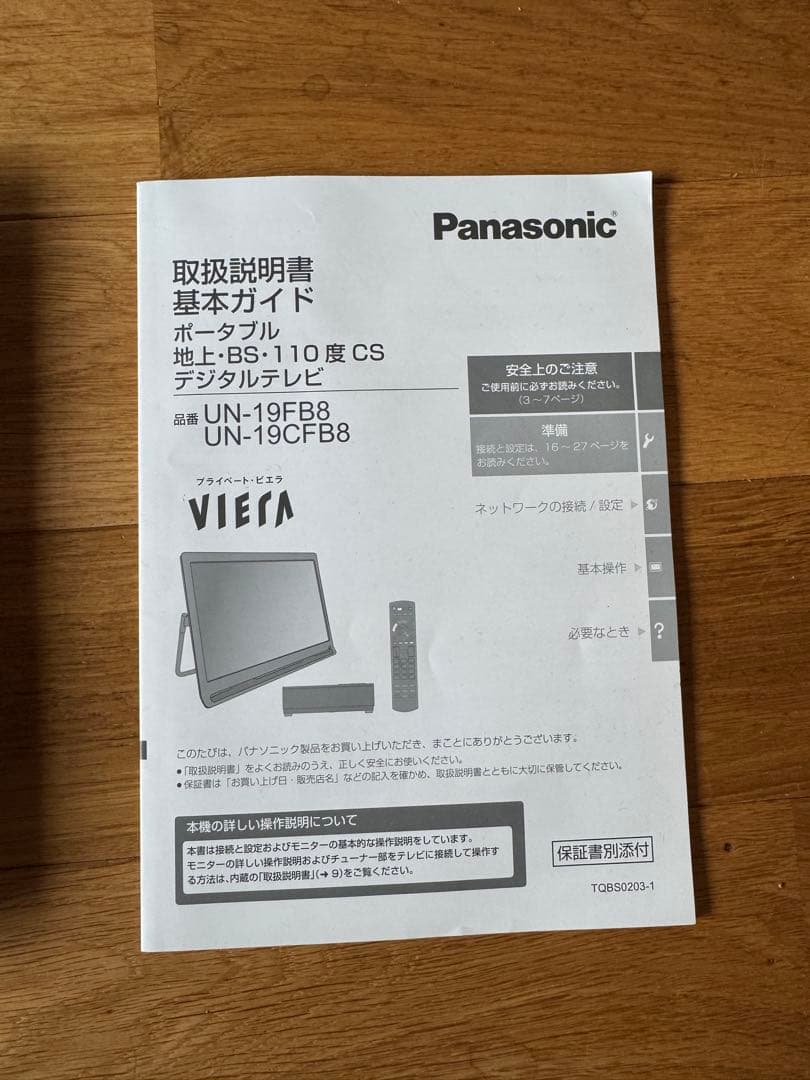 Panasonic®
取扱説明書
基本ガイド
ポータブル
地上・BS・110度CS
デジタルテレビ
品番 UN-19FB8
UN-19CFB8
プライベート・ビエラ
VIERA
安全上のご注意
ご使用前に必ずお読みください。
(3〜7ページ)
準備
接続と設定は、16〜27ページを
お読みください。
ネットワークの接続/設定
基本操作
必要なとき
?
このたびは、パナソニック製品をお買い上げいただき、まことにありがとうございます。
●「取扱説明書」をよくお読みのうえ、正しく安全にお使いください。
●保証書は「お買い上げ日・販売店名」などの記入を確かめ、取扱説明書とともに大切に保管してください。
本機の詳しい操作説明について
本書は接続と設定およびモニターの基本的な操作説明をしています。
モニターの詳しい操作説明およびチューナー部をテレビに接続して操作す
る方法は、内蔵の「取扱説明書」(➔ 9)をご覧ください。
保証書別添付
TQBS0203-1